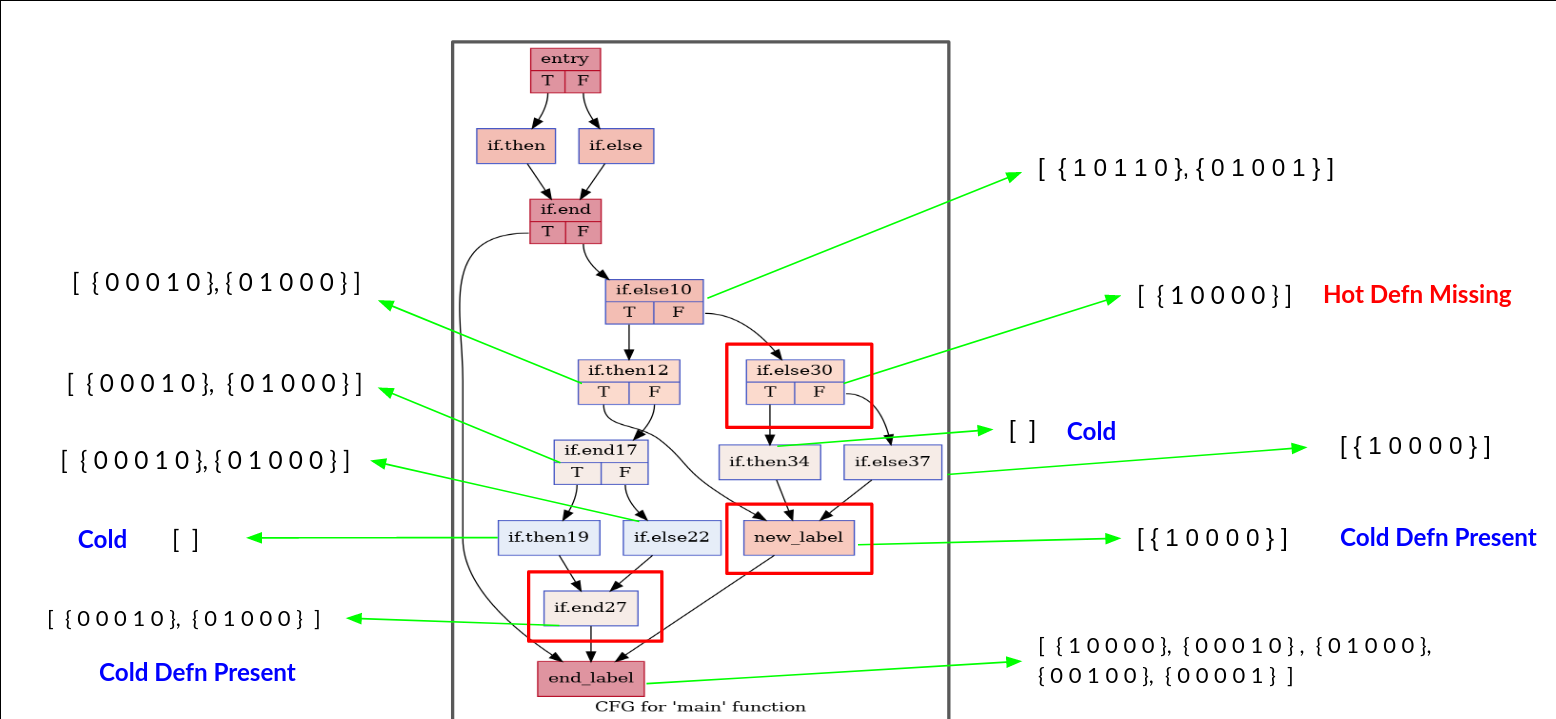 entry
T F
if.then
if.else
[ { 1 0 1 1 0 }, { 0 1 0 0 1 } ]
if.end
T F
[ { 0 0 0 1 0 }, { 0 1 0 0 0 } ]
if.else10
T F
[ { 1 0 0 0 0 } ] Hot Defn Missing
if.then12
T F
if.else30
T F
[ { 0 0 0 1 0 }, { 0 1 0 0 0 } ]
[ ] Cold
if.end17
T F
[ { 1 0 0 0 0 } ]
[ { 0 0 0 1 0 }, { 0 1 0 0 0 } ]
if.then34
if.else37
Cold [ ]
if.then19
if.else22
new_label
[ { 1 0 0 0 0 } ] Cold Defn Present
if.end27
[ { 0 0 0 1 0 }, { 0 1 0 0 0 } ]
Cold Defn Present
end_label
[ { 1 0 0 0 0 }, { 0 0 0 1 0 } , { 0 1 0 0 0 },
{ 0 0 1 0 0 }, { 0 0 0 0 1 } ]
CFG for 'main' function